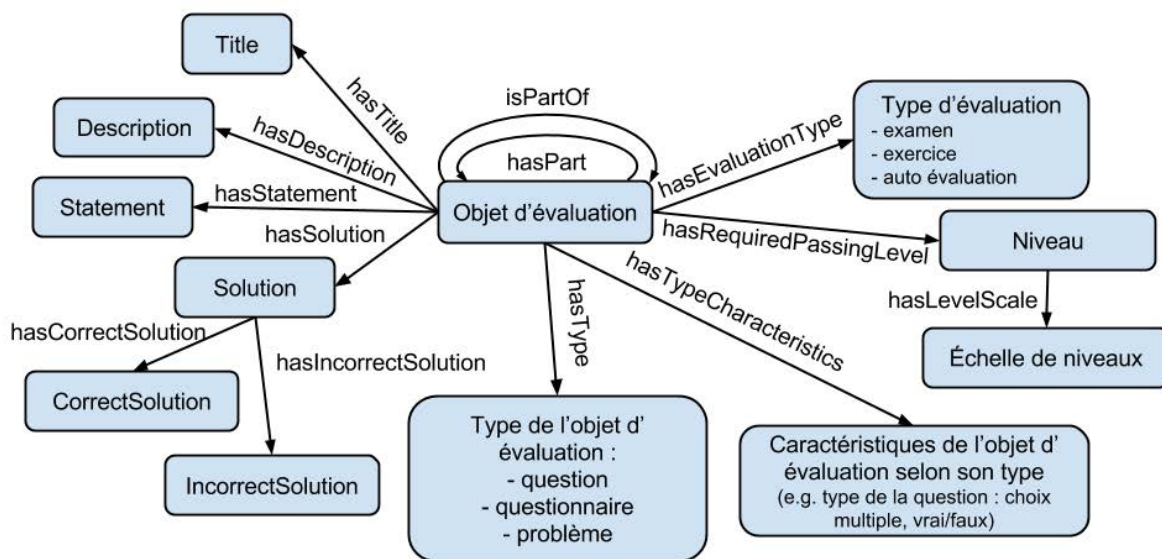 Title
hasTitle
isPartOf
hasPart
Type d'évaluation
- examen
- exercice
- auto évaluation
hasEvaluationType
Description
hasDescription
Statement
hasStatement
Objet d'évaluation
hasSolution
hasRequiredPassingLevel
Niveau
Solution
hasType
hasTypeCharacteristics
hasLevelScale
hasCorrectSolution
hasIncorrectSolution
Échelle de niveaux
CorrectSolution
Type de l'objet d'
évaluation :
- question
- questionnaire
- problème
Caractéristiques de l'objet d'
évaluation selon son type
(e.g. type de la question : choix
multiple, vrai/faux)
IncorrectSolution